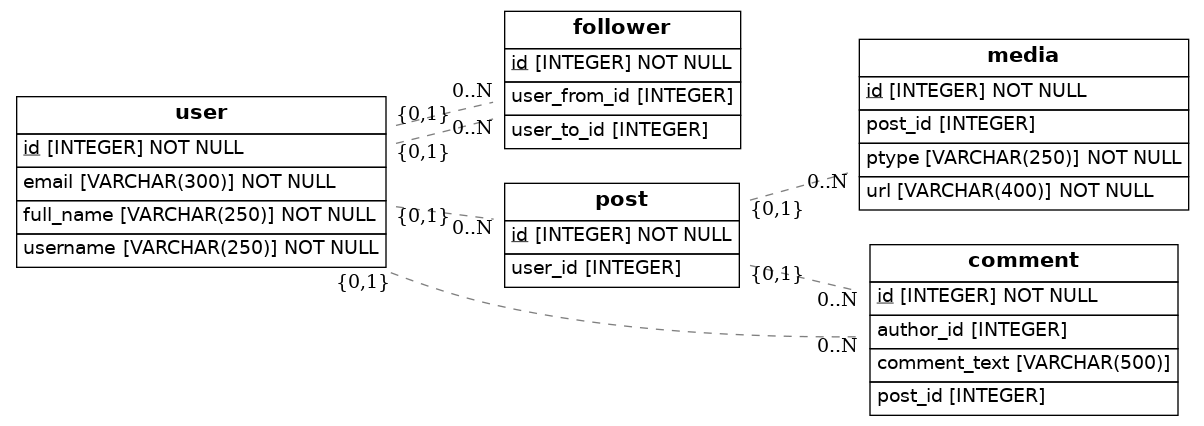 user
id [INTEGER] NOT NULL
email [VARCHAR(300)] NOT NULL
full_name [VARCHAR(250)] NOT NULL
username [VARCHAR(250)] NOT NULL
{0,1}
0..N
{0,1}
0..N
{0,1}
0..N
{0,1}
0..N
follower
id [INTEGER] NOT NULL
user_from_id [INTEGER]
user_to_id [INTEGER]
post
id [INTEGER] NOT NULL
user_id [INTEGER]
{0,1}
0..N
{0,1}
0..N
media
id [INTEGER] NOT NULL
post_id [INTEGER]
ptype [VARCHAR(250)] NOT NULL
url [VARCHAR(400)] NOT NULL
comment
id [INTEGER] NOT NULL
author_id [INTEGER]
comment_text [VARCHAR(500)]
post_id [INTEGER]